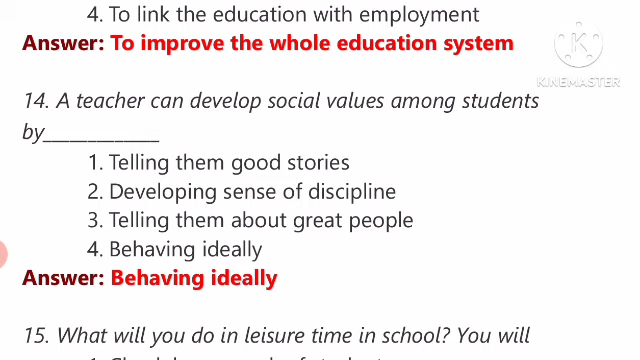 4. To link the education with employment
Answer: To improve the whole education system
KINEMASTER
14. A teacher can develop social values among students
by_____________
1. Telling them good stories
2. Developing sense of discipline
3. Telling them about great people
4. Behaving ideally
Answer: Behaving ideally
15. What will you do in leisure time in school? You will